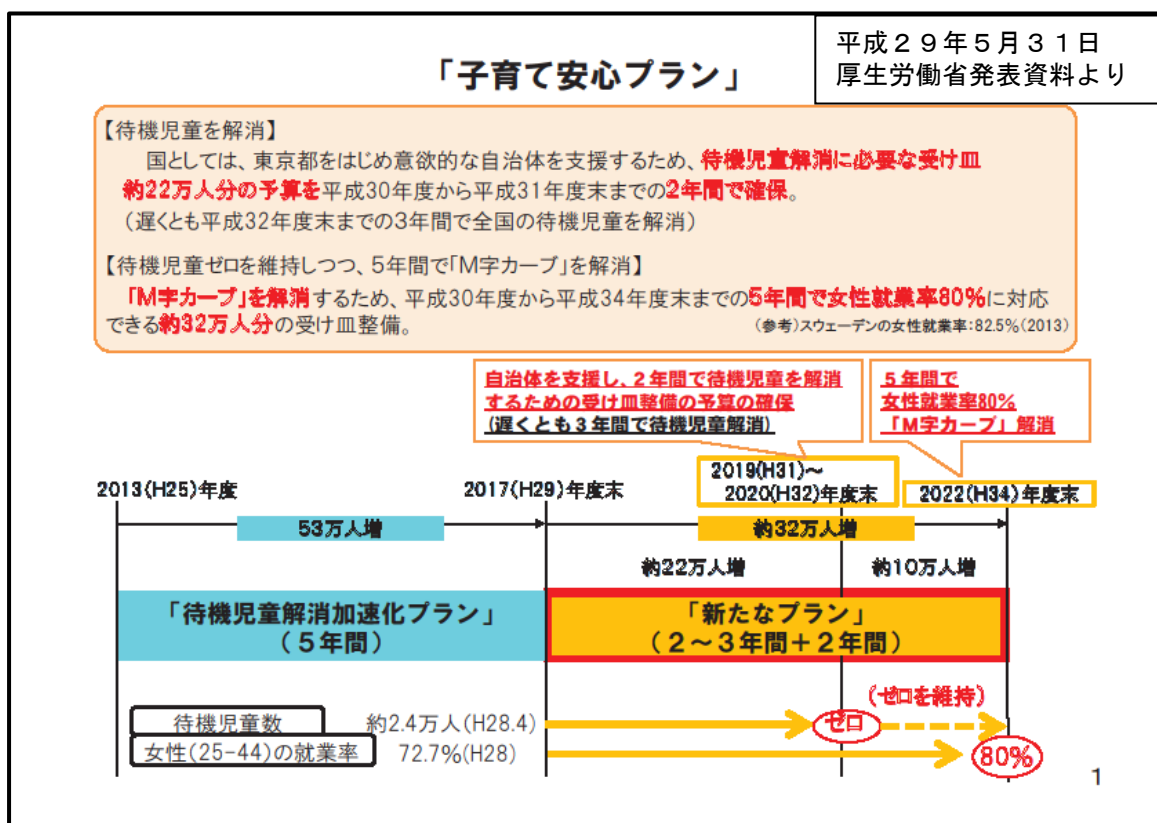 平成２９年５月３１日
厚生労働省発表資料より
「子育て安心プラン」
【待機児童を解消】
国としては、東京都をはじめ意欲的な自治体を支援するため、待機児童解消に必要な受け皿
約22万人分の予算を平成30年度から平成31年度末までの2年間で確保。
（遅くとも平成32年度末までの3年間で全国の待機児童を解消）
【待機児童ゼロを維持しつつ、5年間で「M字カーブ」を解消】
「M字カーブ」を解消するため、平成30年度から平成34年度末までの5年間で女性就業率80％に対応
できる約32万人分の受け皿整備。
（参考）スウェーデンの女性就業率：82.5％（2013）
自治体を支援し、２年間で待機児童を解消
するための受け皿整備の予算の確保
（遅くとも３年間で待機児童解消）
５年間で
女性就業率80％
「M字カーブ」解消
2013(H25)年度
2017(H29)年度末
2019(H31)～
2020(H32)年度末
2022(H34)年度末
53万人増
約32万人増
約22万人増
約10万人増
「待機児童解消加速化プラン」
（５年間）
「新たなプラン」
（２～３年間＋２年間）
（ゼロを維持）
待機児童数
約2.4万人(H28.4)
ゼロ
女性(25-44)の就業率
72.7%(H28)
80%
1